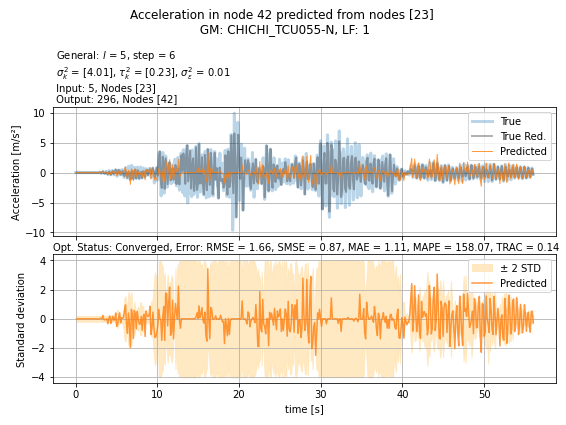 Acceleration in node 42 predicted from nodes [23]
GM: CHICHI_TCU055-N, LF: 1
General: l = 5, step = 6
σ²ₖ = [4.01], τ²ₖ = [0.23], σ²ε = 0.01
Input: 5, Nodes [23]
Output: 296, Nodes [42]
Acceleration [m/s²]
10
5
0
−5
−10
True
True Red.
Predicted
Opt. Status: Converged, Error: RMSE = 1.66, SMSE = 0.87, MAE = 1.11, MAPE = 158.07, TRAC = 0.14
Standard deviation
4
2
0
−2
−4
± 2 STD
Predicted
0 10 20 30 40 50
time [s]